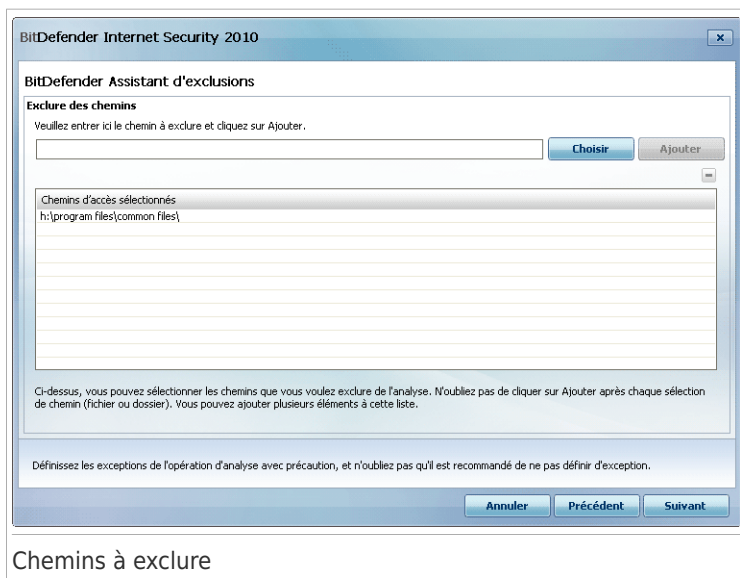 BitDefender Internet Security 2010
BitDefender Assistant d'exclusions
Exclure des chemins
Veuillez entrer ici le chemin à exclure et cliquez sur Ajouter.
Choisir
Ajouter
Chemins d'accès sélectionnés
h:\program files\common files\
Ci-dessus, vous pouvez sélectionner les chemins que vous voulez exclure de l'analyse. N'oubliez pas de cliquer sur Ajouter après chaque sélection
de chemin (fichier ou dossier). Vous pouvez ajouter plusieurs éléments à cette liste.
Définissez les exceptions de l'opération d'analyse avec précaution, et n'oubliez pas qu'il est recommandé de ne pas définir d'exception.
Annuler
Précédent
Suivant
Chemins à exclure